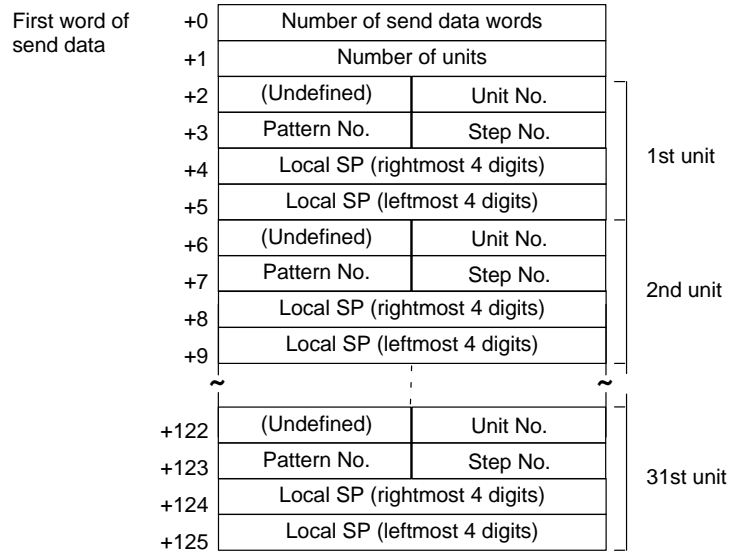 First word of
send data
+0 Number of send data words
+1 Number of units
+2 (Undefined) Unit No.
+3 Pattern No. Step No.
+4 Local SP (rightmost 4 digits)
+5 Local SP (leftmost 4 digits)
1st unit
+6 (Undefined) Unit No.
+7 Pattern No. Step No.
+8 Local SP (rightmost 4 digits)
+9 Local SP (leftmost 4 digits)
2nd unit
~ ~
+122 (Undefined) Unit No.
+123 Pattern No. Step No.
+124 Local SP (rightmost 4 digits)
+125 Local SP (leftmost 4 digits)
31st unit